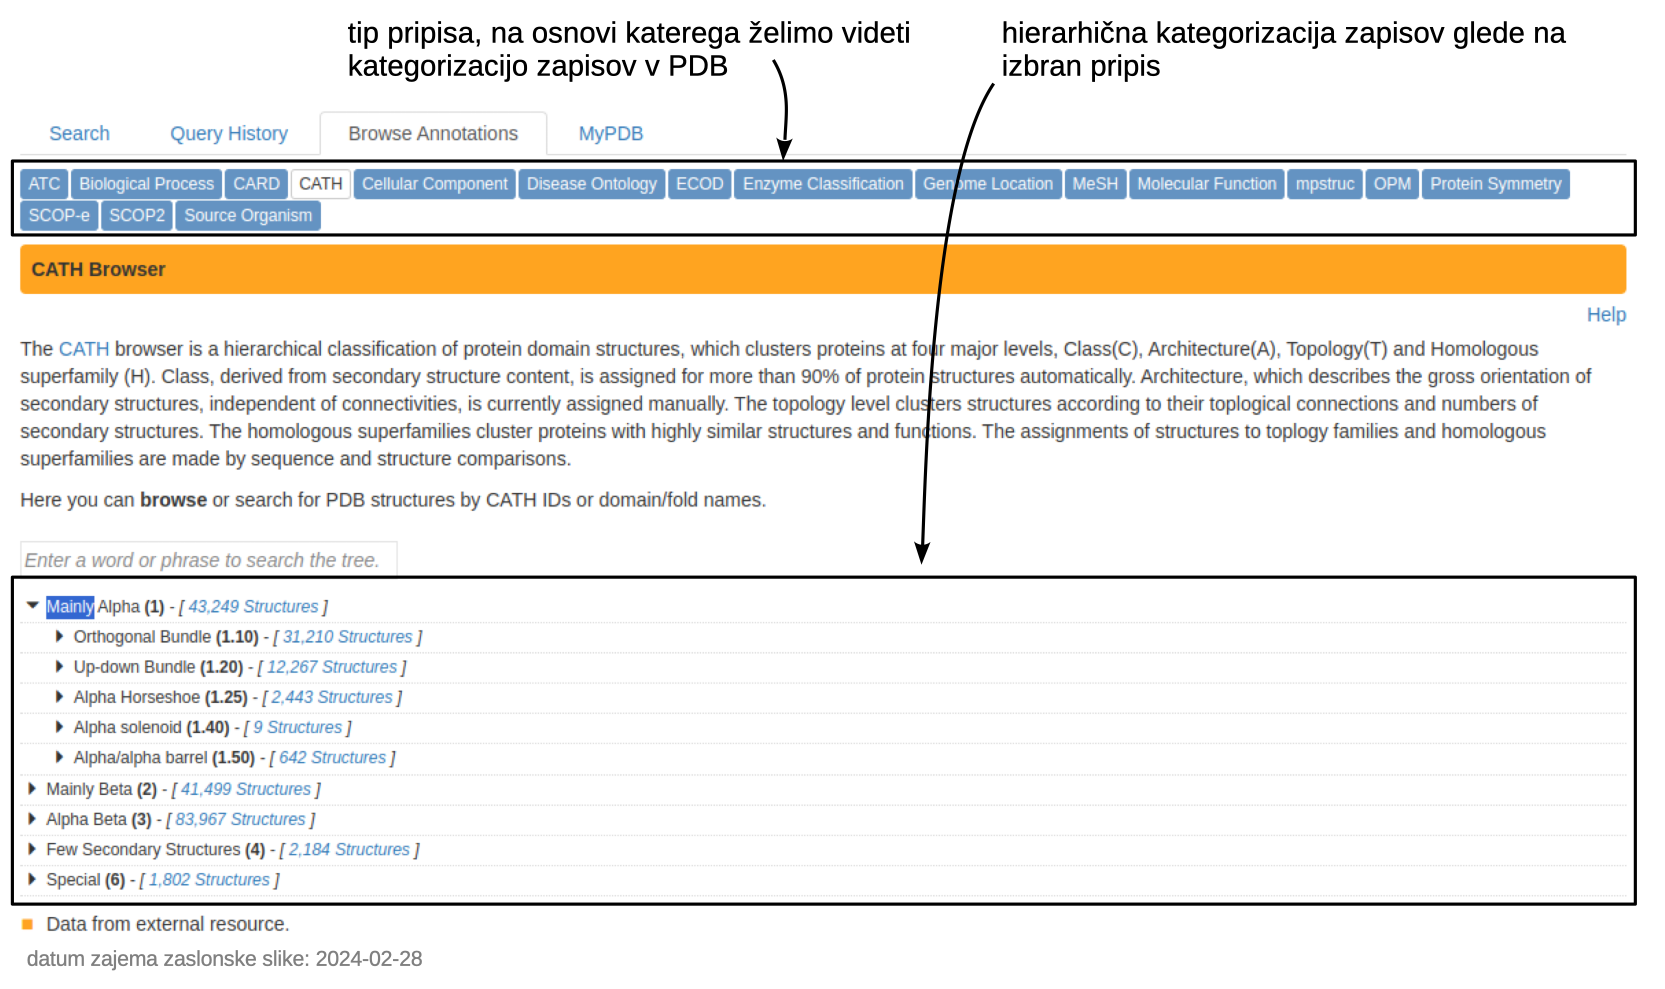 tip pripisa, na osnovi katerega želimo videti
kategorizacijo zapisov v PDB
hierarhična kategorizacija zapisov glede na
izbran pripis
Search Query History Browse Annotations MyPDB
ATC Biological Process CARD CATH Cellular Component Disease Ontology ECOD Enzyme Classification Genome Location MeSH Molecular Function mpstruc OPM Protein Symmetry
SCOP-e SCOP2 Source Organism
CATH Browser
Help
The CATH browser is a hierarchical classification of protein domain structures, which clusters proteins at four major levels, Class(C), Architecture(A), Topology(T) and Homologous
superfamily (H). Class, derived from secondary structure content, is assigned for more than 90% of protein structures automatically. Architecture, which describes the gross orientation of
secondary structures, independent of connectivities, is currently assigned manually. The topology level clusters structures according to their toplogical connections and numbers of
secondary structures. The homologous superfamilies cluster proteins with highly similar structures and functions. The assignments of structures to toplogy families and homologous
superfamilies are made by sequence and structure comparisons.
Here you can browse or search for PDB structures by CATH IDs or domain/fold names.
Enter a word or phrase to search the tree.
Mainly Alpha (1) - [ 43,249 Structures ]
Orthogonal Bundle (1.10) - [ 31,210 Structures ]
Up-down Bundle (1.20) - [ 12,267 Structures ]
Alpha Horseshoe (1.25) - [ 2,443 Structures ]
Alpha solenoid (1.40) - [ 9 Structures ]
Alpha/alpha barrel (1.50) - [ 642 Structures ]
Mainly Beta (2) - [ 41,499 Structures ]
Alpha Beta (3) - [ 83,967 Structures ]
Few Secondary Structures (4) - [ 2,184 Structures ]
Special (6) - [ 1,802 Structures ]
Data from external resource.
datum zajema zaslonske slike: 2024-02-28